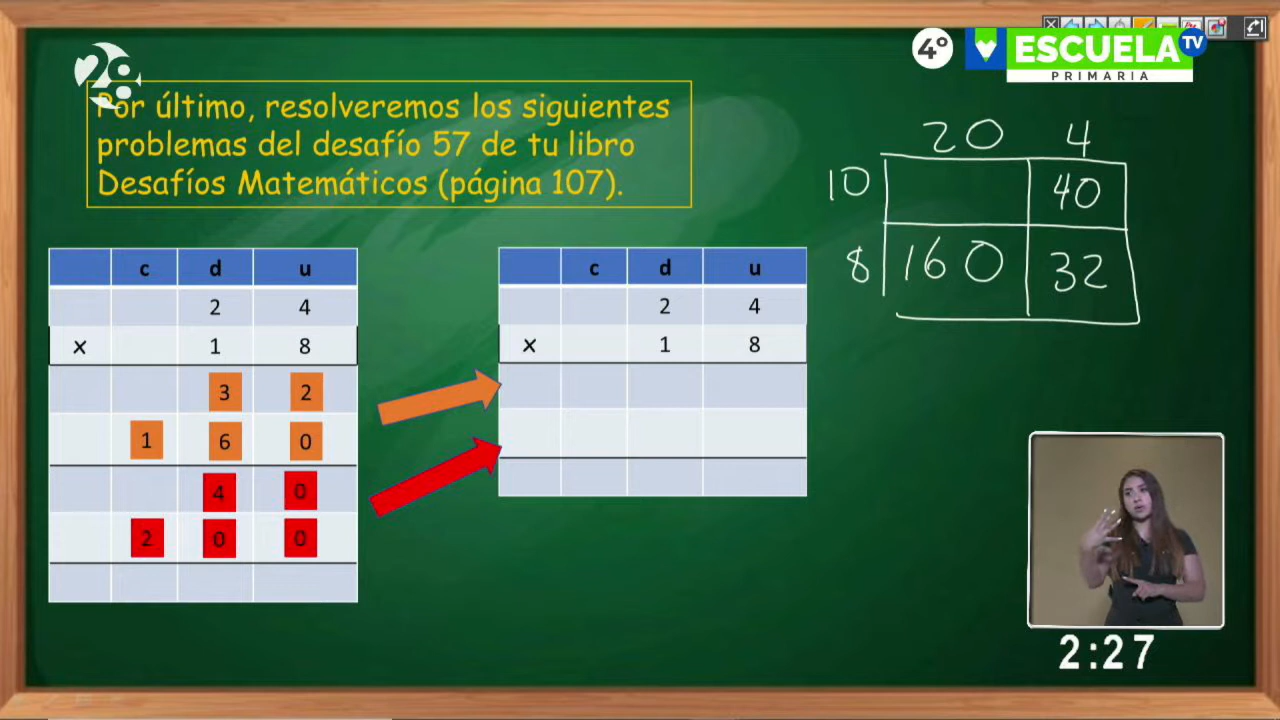 4º ESCUELA TV
PRIMARIA
Por último, resolveremos los siguientes
problemas del desafío 57 de tu libro
Desafíos Matemáticos (página 107).
20 4
10 40
8 160 32
c d u
2 4
x 1 8
3 2
1 6 0
4 0
2 0 0
c d u
2 4
x 1 8
2:27